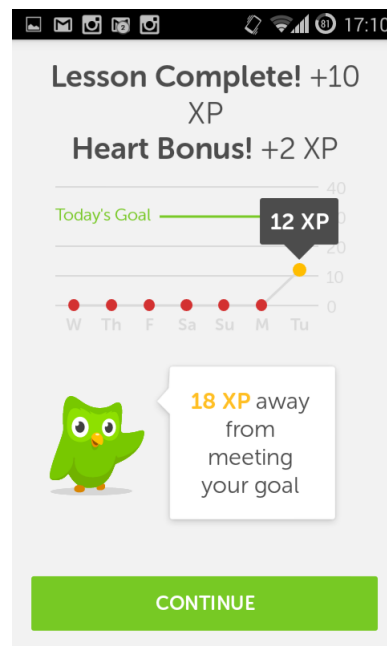 81 17:10
Lesson Complete! +10
XP
Heart Bonus! +2 XP
40
Today's Goal
12 XP
20
10
0
W Th F Sa Su M Tu
18 XP away
from
meeting
your goal
CONTINUE